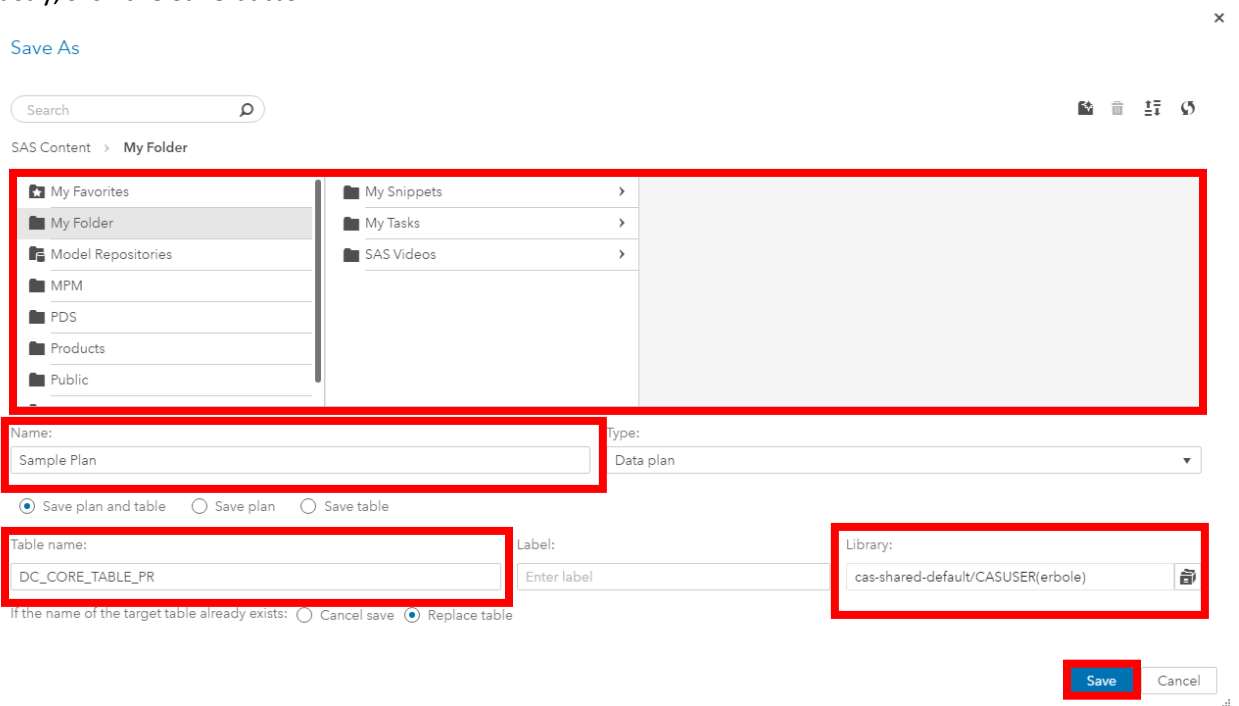 Save As
Search
SAS Content > My Folder
My Favorites
My Folder
Model Repositories
MPM
PDS
Products
Public
My Snippets
My Tasks
SAS Videos
Name:
Type:
Sample Plan
Data plan
Save plan and table
Save plan
Save table
Table name:
Label:
Library:
DC_CORE_TABLE_PR
Enter label
cas-shared-default/CASUSER(erbole)
If the name of the target table already exists:
Cancel save
Replace table
Save
Cancel